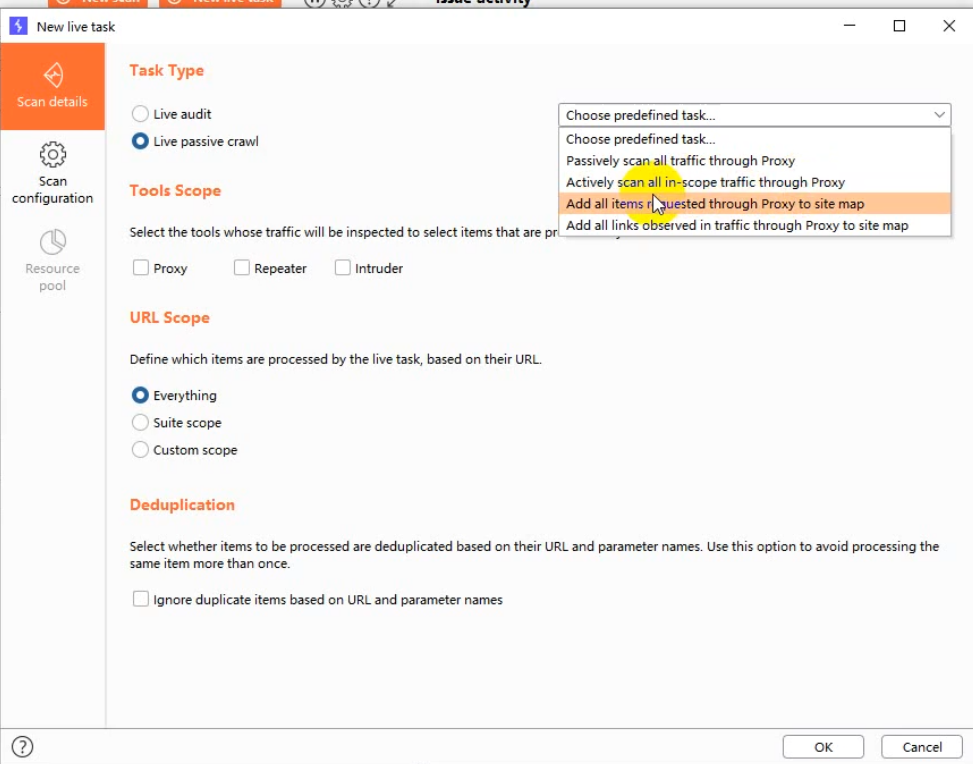 New scan
New live task
Issue activity
New live task
Scan details
Scan
configuration
Resource
pool
Task Type
Live audit
Live passive crawl
Choose predefined task...
Choose predefined task...
Passively scan all traffic through Proxy
Actively scan all in-scope traffic through Proxy
Add all items requested through Proxy to site map
Add all links observed in traffic through Proxy to site map
Tools Scope
Select the tools whose traffic will be inspected to select items that are
Proxy
Repeater
Intruder
URL Scope
Define which items are processed by the live task, based on their URL.
Everything
Suite scope
Custom scope
Deduplication
Select whether items to be processed are deduplicated based on their URL and parameter names. Use this option to avoid processing the
same item more than once.
Ignore duplicate items based on URL and parameter names
?
OK
Cancel